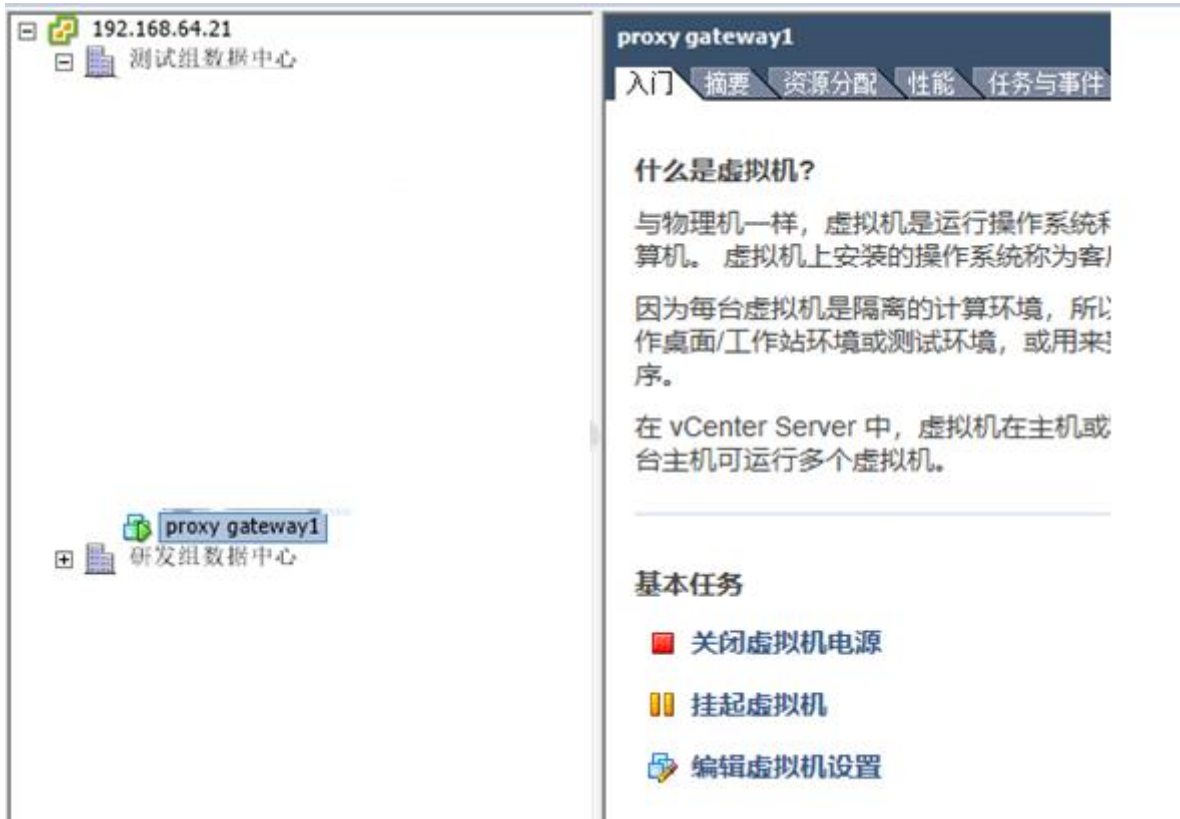 192.168.64.21
测试组数据中心
proxy gateway1
研发组数据中心
proxy gateway1
入门 摘要 资源分配 性能 任务与事件
什么是虚拟机?
与物理机一样，虚拟机是运行操作系统
算机。 虚拟机上安装的操作系统称为客
因为每台虚拟机是隔离的计算环境，所
作桌面/工作站环境或测试环境，或用来
序。
在 vCenter Server 中，虚拟机在主机或
台主机可运行多个虚拟机。
基本任务
关闭虚拟机电源
挂起虚拟机
编辑虚拟机设置